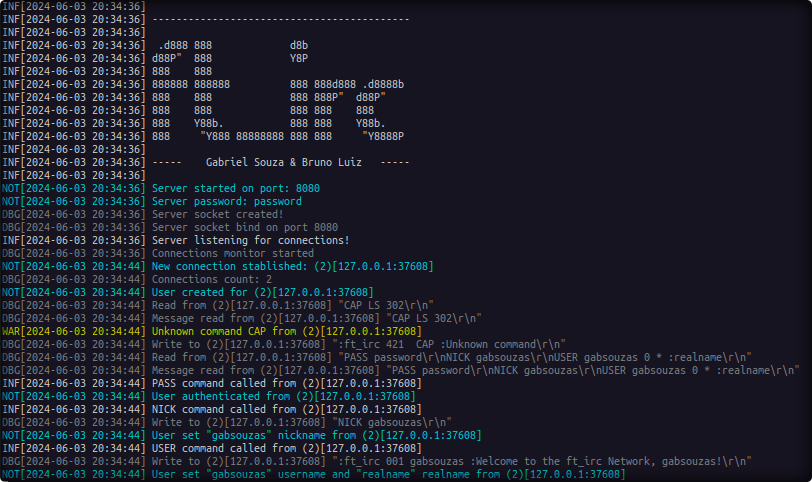 INF[2024-06-03 20:34:36]
INF[2024-06-03 20:34:36] -------------------------------------------
INF[2024-06-03 20:34:36]
INF[2024-06-03 20:34:36]  .d888 888             d8b
INF[2024-06-03 20:34:36] d88P"  888             Y8P
INF[2024-06-03 20:34:36] 888    888
INF[2024-06-03 20:34:36] 888888 888888          888 888d888 .d8888b
INF[2024-06-03 20:34:36] 888    888             888 888P"  d88P"
INF[2024-06-03 20:34:36] 888    888             888 888    888
INF[2024-06-03 20:34:36] 888    Y88b.           888 888    Y88b.
INF[2024-06-03 20:34:36] 888     "Y888 88888888 888 888     "Y8888P
INF[2024-06-03 20:34:36]
INF[2024-06-03 20:34:36] -----    Gabriel Souza & Bruno Luiz   -----
INF[2024-06-03 20:34:36]
NOT[2024-06-03 20:34:36] Server started on port: 8080
NOT[2024-06-03 20:34:36] Server password: password
DBG[2024-06-03 20:34:36] Server socket created!
DBG[2024-06-03 20:34:36] Server socket bind on port 8080
INF[2024-06-03 20:34:36] Server listening for connections!
DBG[2024-06-03 20:34:36] Connections monitor started
NOT[2024-06-03 20:34:44] New connection stablished: (2)[127.0.0.1:37608]
DBG[2024-06-03 20:34:44] Connections count: 2
NOT[2024-06-03 20:34:44] User created for (2)[127.0.0.1:37608]
DBG[2024-06-03 20:34:44] Read from (2)[127.0.0.1:37608] "CAP LS 302\r\n"
DBG[2024-06-03 20:34:44] Message read from (2)[127.0.0.1:37608] "CAP LS 302\r\n"
WAR[2024-06-03 20:34:44] Unknown command CAP from (2)[127.0.0.1:37608]
DBG[2024-06-03 20:34:44] Write to (2)[127.0.0.1:37608] ":ft_irc 421  CAP :Unknown command\r\n"
DBG[2024-06-03 20:34:44] Read from (2)[127.0.0.1:37608] "PASS password\r\nNICK gabsouzas\r\nUSER gabsouzas 0 * :realname\r\n"
DBG[2024-06-03 20:34:44] Message read from (2)[127.0.0.1:37608] "PASS password\r\nNICK gabsouzas\r\nUSER gabsouzas 0 * :realname\r\n"
INF[2024-06-03 20:34:44] PASS command called from (2)[127.0.0.1:37608]
NOT[2024-06-03 20:34:44] User authenticated from (2)[127.0.0.1:37608]
INF[2024-06-03 20:34:44] NICK command called from (2)[127.0.0.1:37608]
DBG[2024-06-03 20:34:44] Write to (2)[127.0.0.1:37608] "NICK gabsouzas\r\n"
NOT[2024-06-03 20:34:44] User set "gabsouzas" nickname from (2)[127.0.0.1:37608]
INF[2024-06-03 20:34:44] USER command called from (2)[127.0.0.1:37608]
DBG[2024-06-03 20:34:44] Write to (2)[127.0.0.1:37608] ":ft_irc 001 gabsouzas :Welcome to the ft_irc Network, gabsouzas!\r\n"
NOT[2024-06-03 20:34:44] User set "gabsouzas" username and "realname" realname from (2)[127.0.0.1:37608]